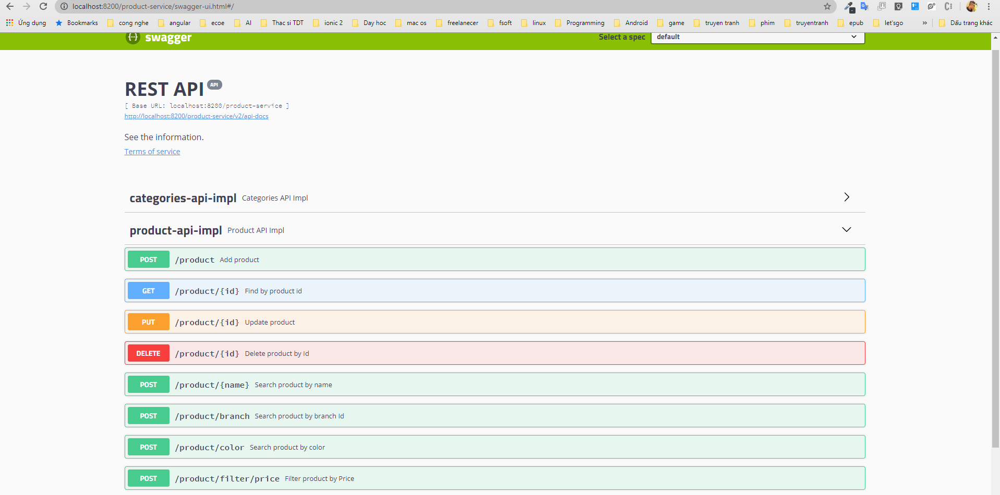 localhost:8200/product-service/swagger-ui.html#/
Ứng dụng Bookmarks cong nghe angular ecoe AI Thac si TDT ionic 2 Day hoc mac os freelanecer fsoft linux Programming Android game truyen tranh phim truyentranh epub let'sgo » Dấu trang khác
{··} swagger Select a spec default
REST API API
[ Base URL: localhost:8200/product-service ]
http://localhost:8200/product-service/v2/api-docs
See the information.
Terms of service
categories-api-impl Categories API Impl
product-api-impl Product API Impl
POST /product Add product
GET /product/{id} Find by product id
PUT /product/{id} Update product
DELETE /product/{id} Delete product by Id
POST /product/{name} Search product by name
POST /product/branch Search product by branch Id
POST /product/color Search product by color
POST /product/filter/price Filter product by Price